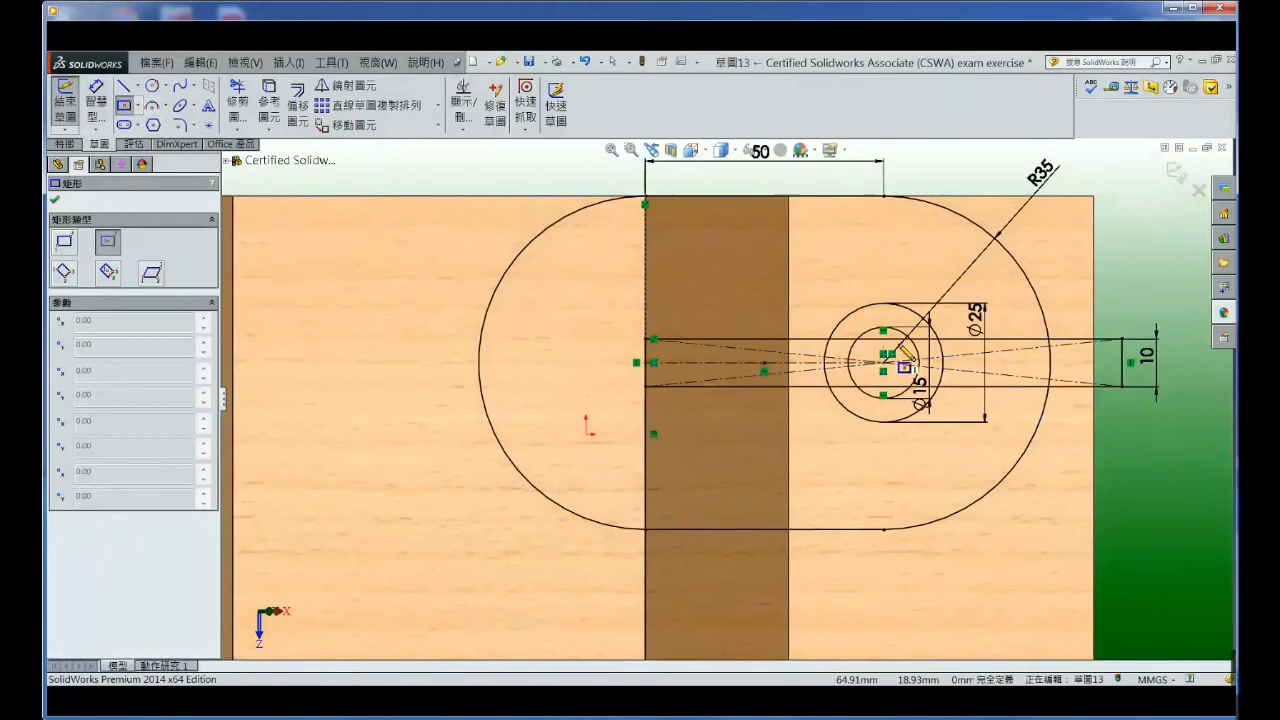 SOLIDWORKS
檔案(F) 編輯(E) 檢視(V) 插入(I) 工具(T) 視窗(W) 說明(H)
草圖13 ← Certified Solidworks Associate (CSWA) exam exercise *
搜尋 SolidWorks 說明
結束草圖
智慧型...
修剪圖...
參考圖元
偏移圖元
鏡射圖元
直線草圖複製排列
移動圖元
顯示/刪...
修復草圖
快速抓取
快速草圖
特徵 草圖 評估 DimXpert Office 產品
矩形
?
矩形類型
參數
0.00
0.00
0.00
0.00
0.00
0.00
0.00
0.00
Certified Solidw...
50
R35
Ø25
Ø15
10
X
Z
模型 動作研究 1
SolidWorks Premium 2014 x64 Edition
64.91mm 18.93mm 0mm 完全定義 正在編輯： 草圖13 MMGS